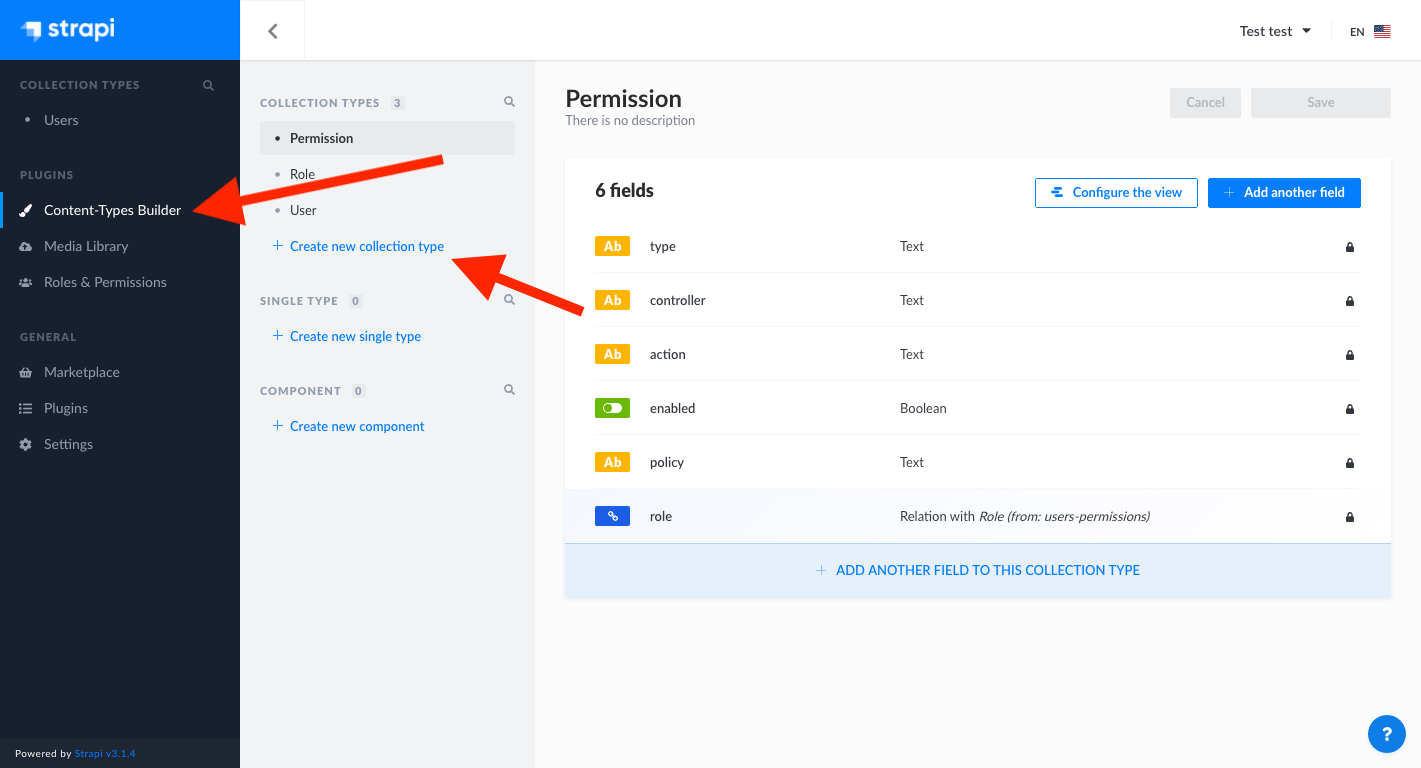 strapi
Test test
EN
COLLECTION TYPES
Users
PLUGINS
Content-Types Builder
Media Library
Roles & Permissions
GENERAL
Marketplace
Plugins
Settings
Powered by Strapi v3.1.4
COLLECTION TYPES 3
Permission
Role
User
Create new collection type
SINGLE TYPE 0
Create new single type
COMPONENT 0
Create new component
Permission
There is no description
Cancel
Save
6 fields
Configure the view
Add another field
Ab type Text
Ab controller Text
Ab action Text
enabled Boolean
Ab policy Text
role Relation with Role (from: users-permissions)
ADD ANOTHER FIELD TO THIS COLLECTION TYPE
?